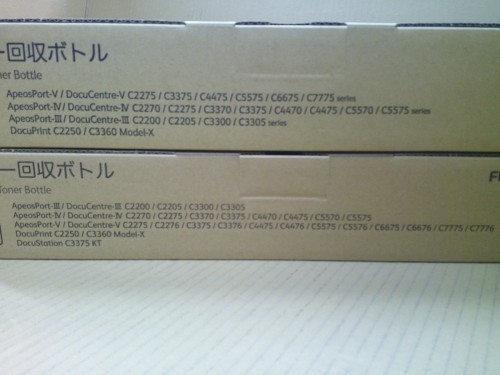 ー回収ボトル
ner Bottle
ApeosPort-V / DocuCentre-V C2275 / C3375 / C4475 / C5575 / C6675 / C7775 series
ApeosPort-Ⅳ / DocuCentre-Ⅳ C2270 / C2275 / C3370 / C3375 / C4470 / C4475 / C5570 / C5575 series
ApeosPort-Ⅲ / DocuCentre-Ⅲ C2200 / C2205 / C3300 / C3305 series
DocuPrint C2250 / C3360 Model-X
ー回収ボトル
Toner Bottle
ApeosPort-Ⅲ / DocuCentre-Ⅲ C2200 / C2205 / C3300 / C3305
ApeosPort-Ⅳ / DocuCentre-Ⅳ C2270 / C2275 / C3370 / C3375 / C4470 / C4475 / C5570 / C5575
ApeosPort-V / DocuCentre-V C2275 / C2276 / C3375 / C3376 / C4475 / C4476 / C5575 / C5576 / C6675 / C6676 / C7775 / C7776
DocuPrint C2250 / C3360 Model-X
DocuStation C3375 KT